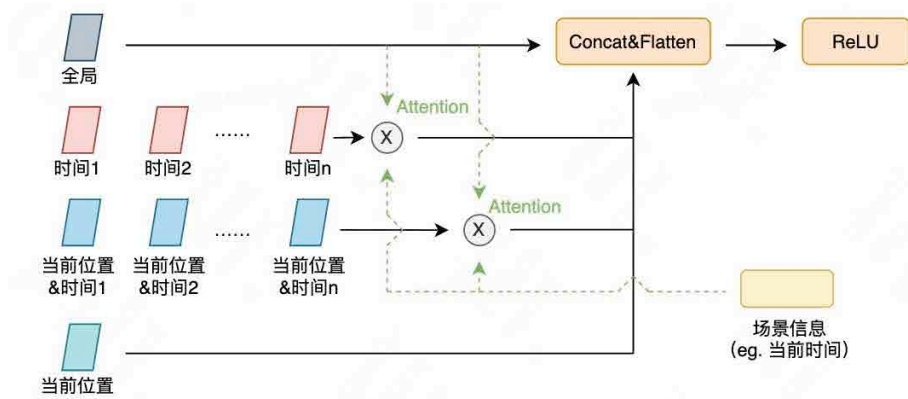 Concat&Flatten
ReLU
全局
Attention
时间1
时间2
……
时间n
Attention
当前位置
&时间1
当前位置
&时间2
……
当前位置
&时间n
场景信息
（eg. 当前时间）
当前位置
X
X